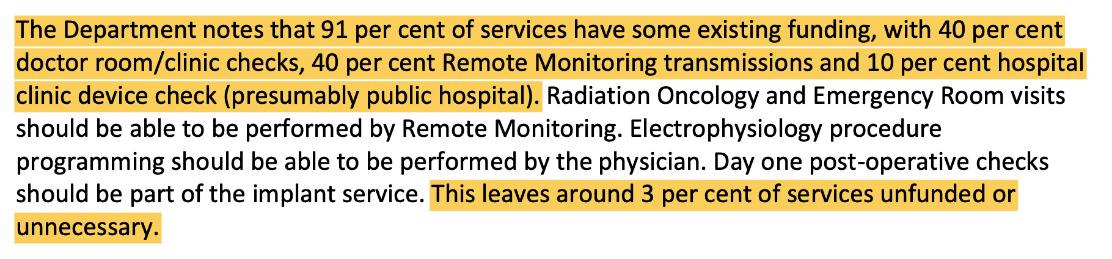 The Department notes that 91 per cent of services have some existing funding, with 40 per cent
doctor room/clinic checks, 40 per cent Remote Monitoring transmissions and 10 per cent hospital
clinic device check (presumably public hospital). Radiation Oncology and Emergency Room visits
should be able to be performed by Remote Monitoring. Electrophysiology procedure
programming should be able to be performed by the physician. Day one post-operative checks
should be part of the implant service. This leaves around 3 per cent of services unfunded or
unnecessary.